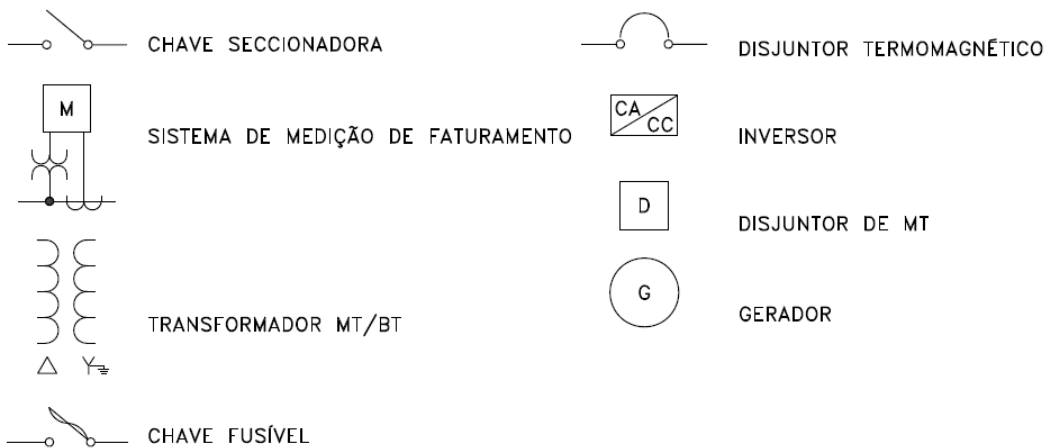 CHAVE SECCIONADORA
M
SISTEMA DE MEDIÇÃO DE FATURAMENTO
TRANSFORMADOR MT/BT
CHAVE FUSÍVEL
DISJUNTOR TERMOMAGNÉTICO
CA
CC
INVERSOR
D
DISJUNTOR DE MT
G
GERADOR